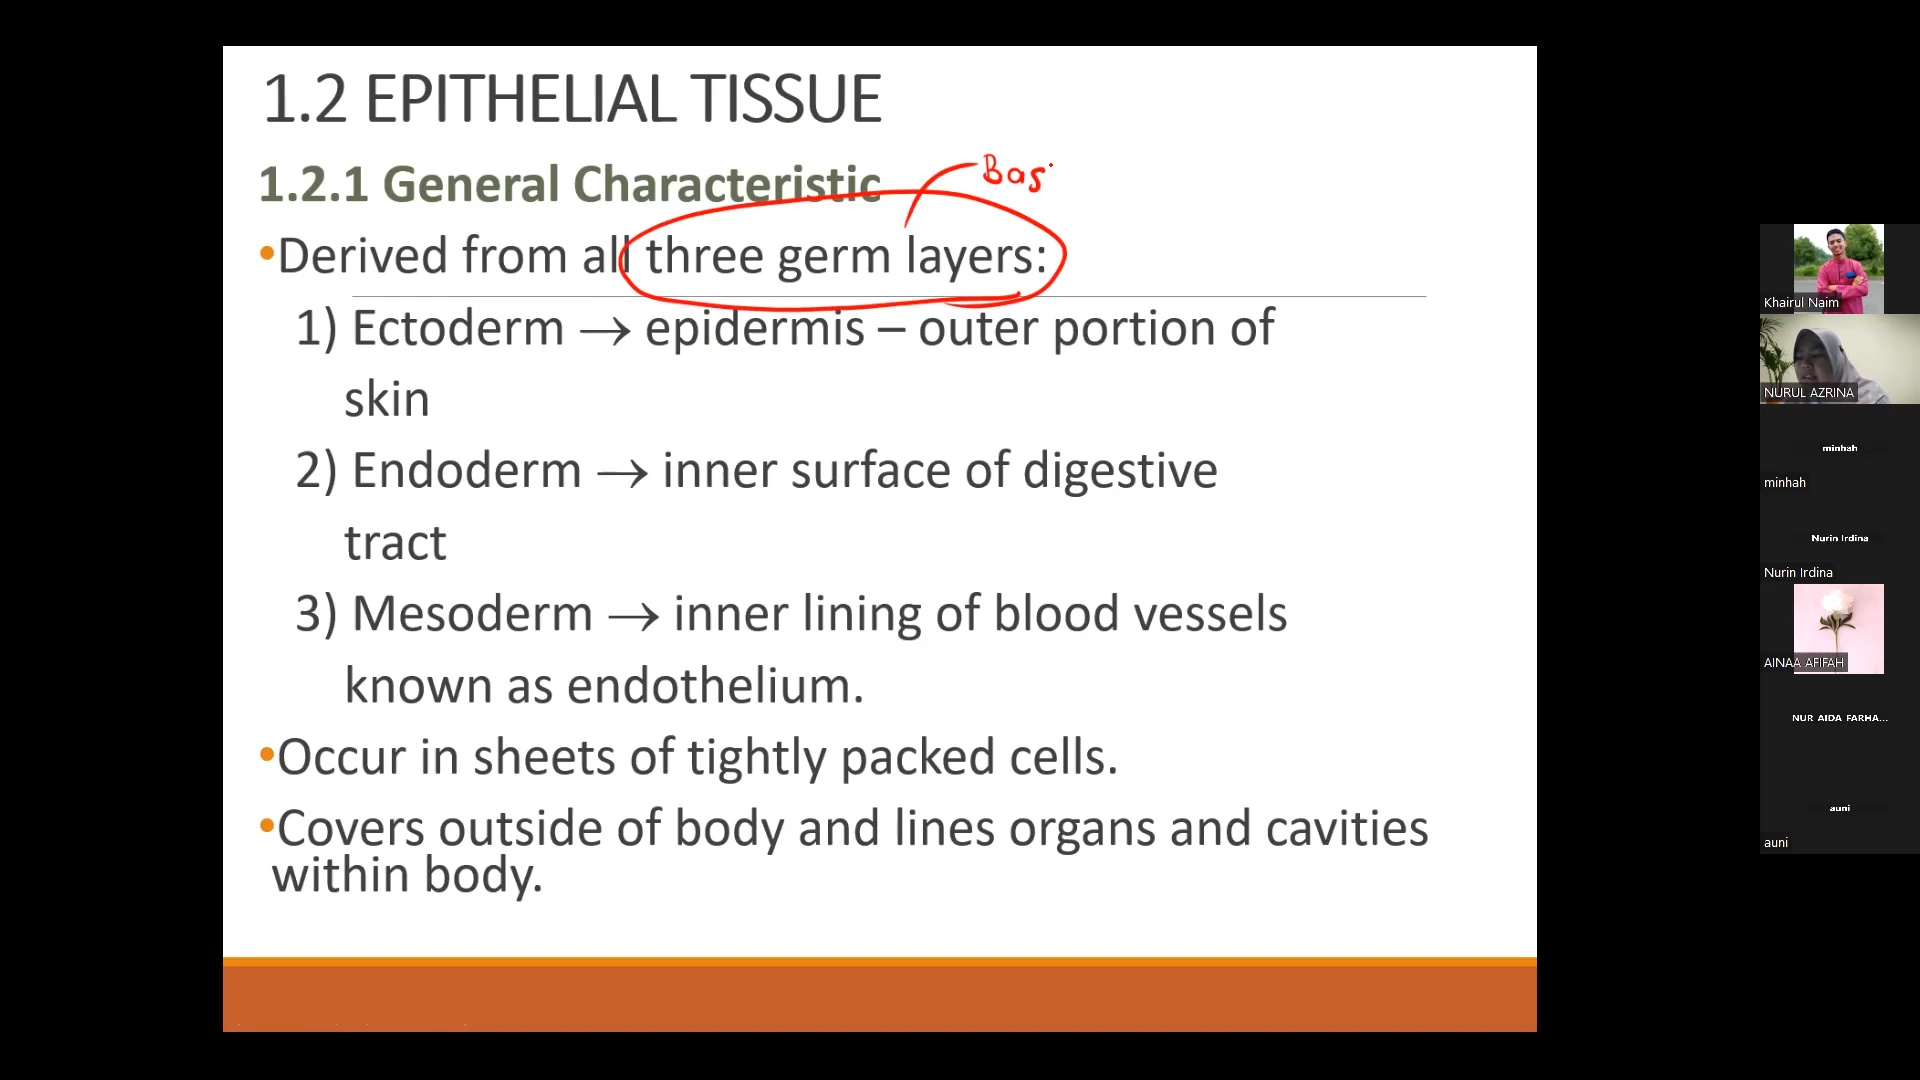 1.2 EPITHELIAL TISSUE
1.2.1 General Characteristic
Bas
•Derived from all three germ layers:
1) Ectoderm → epidermis – outer portion of
skin
2) Endoderm → inner surface of digestive
tract
3) Mesoderm → inner lining of blood vessels
known as endothelium.
•Occur in sheets of tightly packed cells.
•Covers outside of body and lines organs and cavities
within body.
Khairul Naim
NURUL AZRINA
minhah
minhah
Nurin Irdina
Nurin Irdina
AINAA AFIFAH
NUR AIDA FARHA...
auni
auni